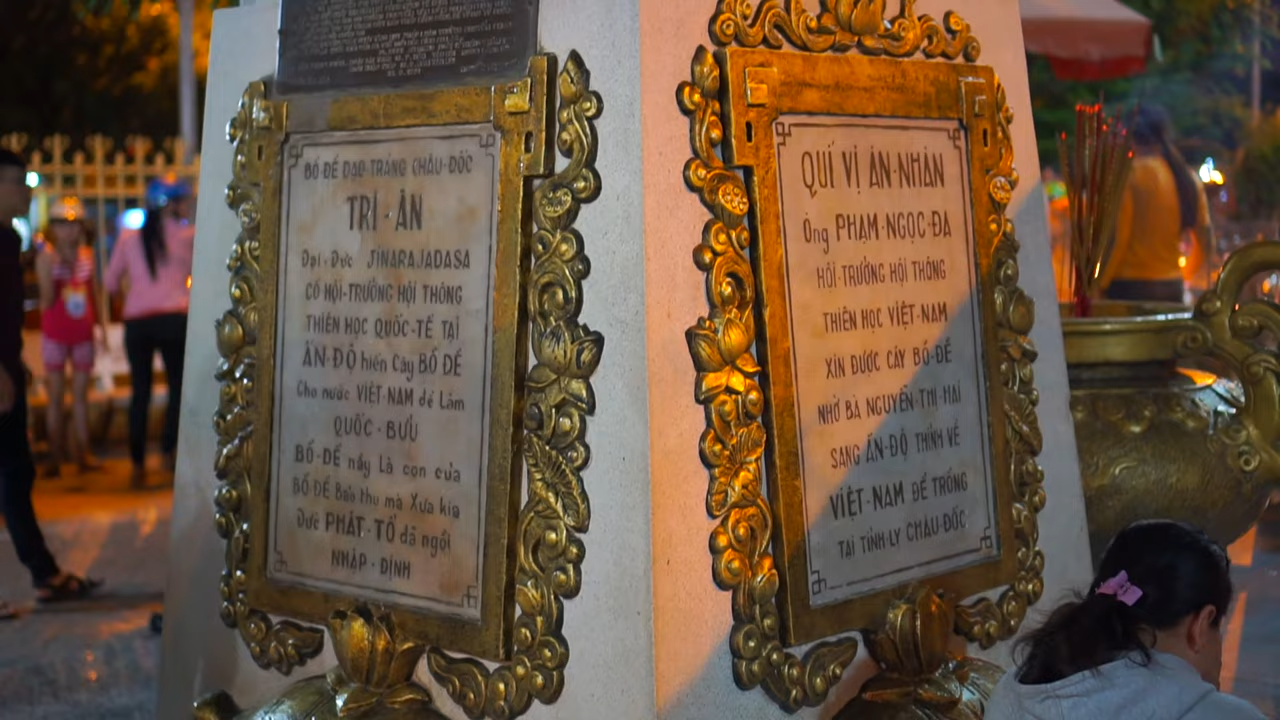 BỒ ĐỀ ĐẠO TRÀNG CHÂU-ĐỐC
TRI-ÂN
Đại-Đức JINARAJADASA
CỐ HỘI-TRƯỞNG HỘI THÔNG
THIÊN HỌC QUỐC-TẾ TẠI
ẤN-ĐỘ hiến Cây BỒ ĐỀ
Cho nước VIỆT-NAM để Làm
QUỐC-BỬU
BỒ-ĐỀ nầy Là con của
BỒ ĐỀ Bảo thụ mà Xưa kia
Đức PHẬT-TỔ đã ngồi
NHẬP-ĐỊNH
QUÍ VỊ ÂN-NHÂN
Ông PHẠM-NGỌC-ĐA
HỘI-TRƯỞNG HỘI THÔNG
THIÊN HỌC VIỆT-NAM
XIN ĐƯỢC CÂY BỒ-ĐỀ
NHỜ BÀ NGUYỄN-THỊ-HAI
SANG ẤN-ĐỘ THỈNH VỀ
VIỆT-NAM ĐỂ TRỒNG
TẠI TỈNH-LỴ CHÂU-ĐỐC